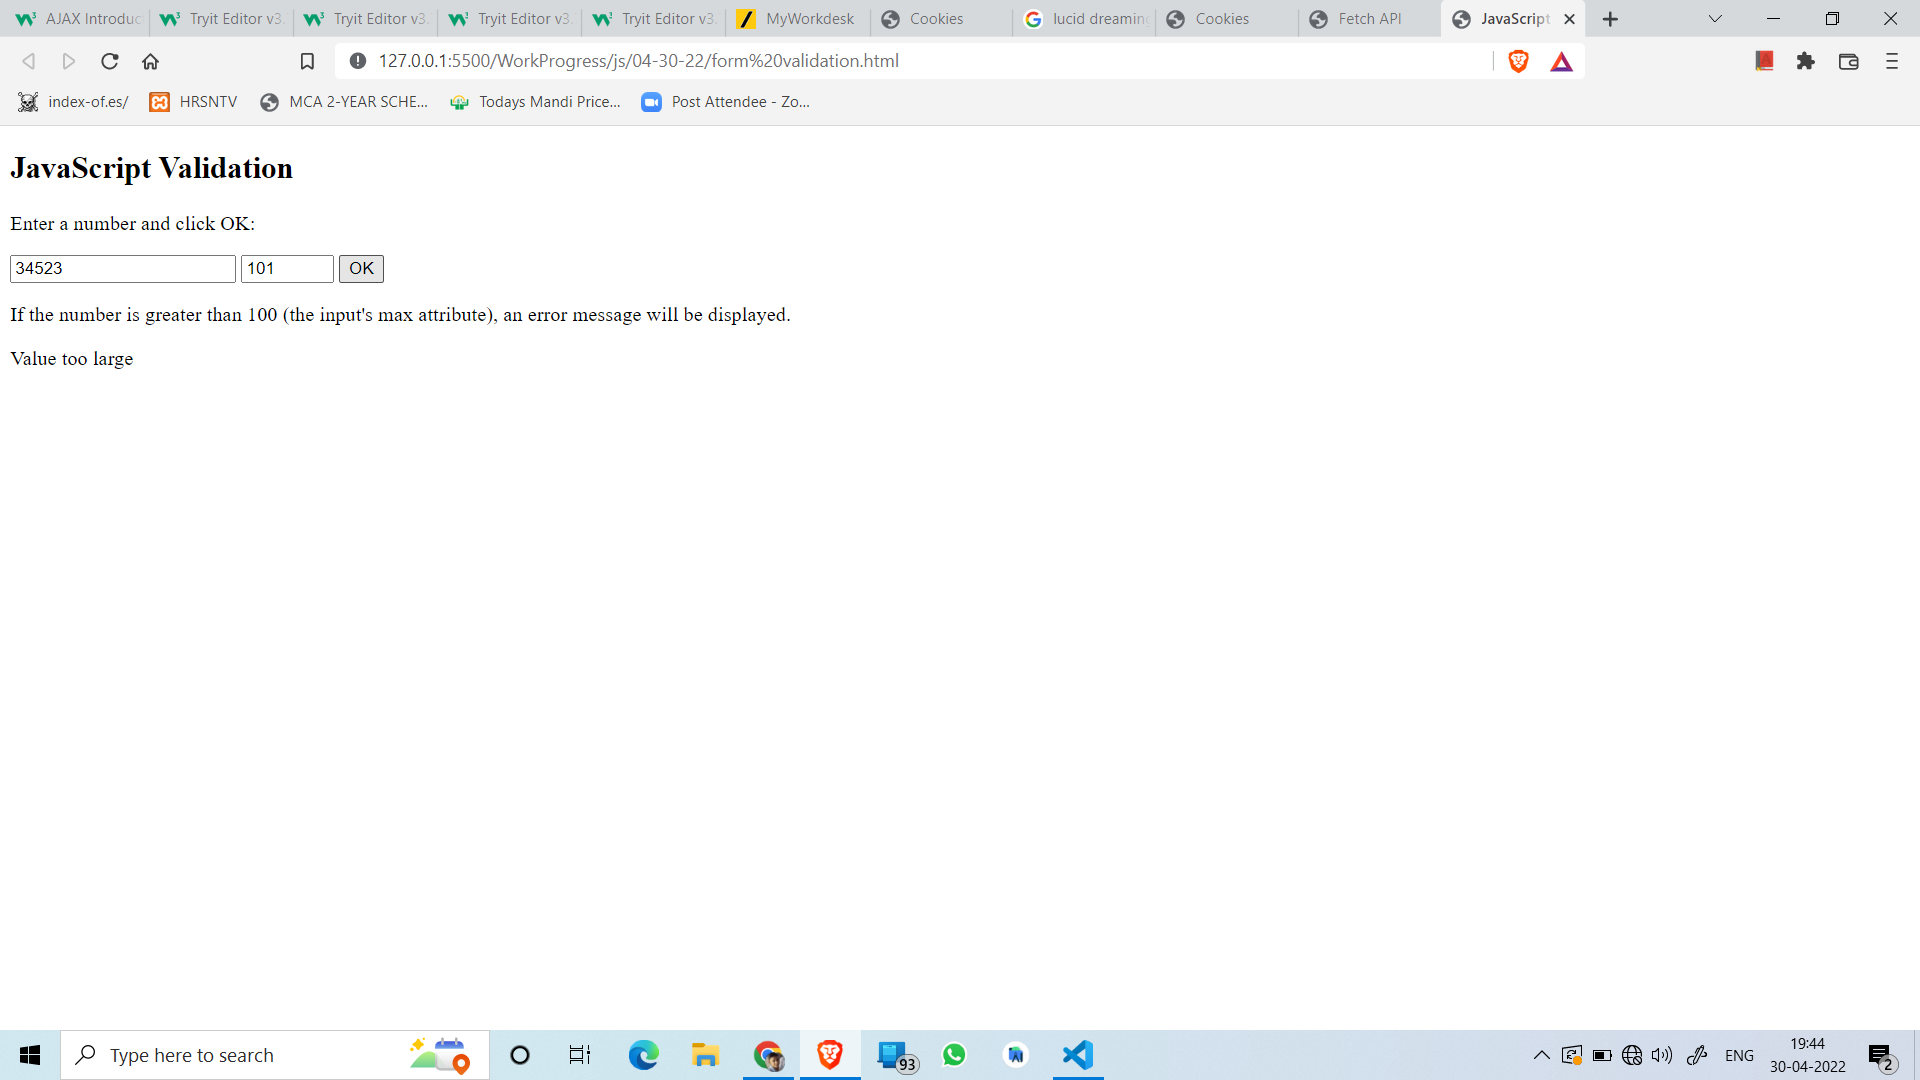 AJAX Introduc
Tryit Editor v3.
Tryit Editor v3.
Tryit Editor v3.
Tryit Editor v3.
MyWorkdesk
Cookies
lucid dreaming
Cookies
Fetch API
JavaScript
127.0.0.1:5500/WorkProgress/js/04-30-22/form%20validation.html
index-of.es/
HRSNTV
MCA 2-YEAR SCHE...
Todays Mandi Price...
Post Attendee - Zo...
JavaScript Validation
Enter a number and click OK:
34523 101 OK
If the number is greater than 100 (the input's max attribute), an error message will be displayed.
Value too large
Type here to search
93
ENG
19:44
30-04-2022
2